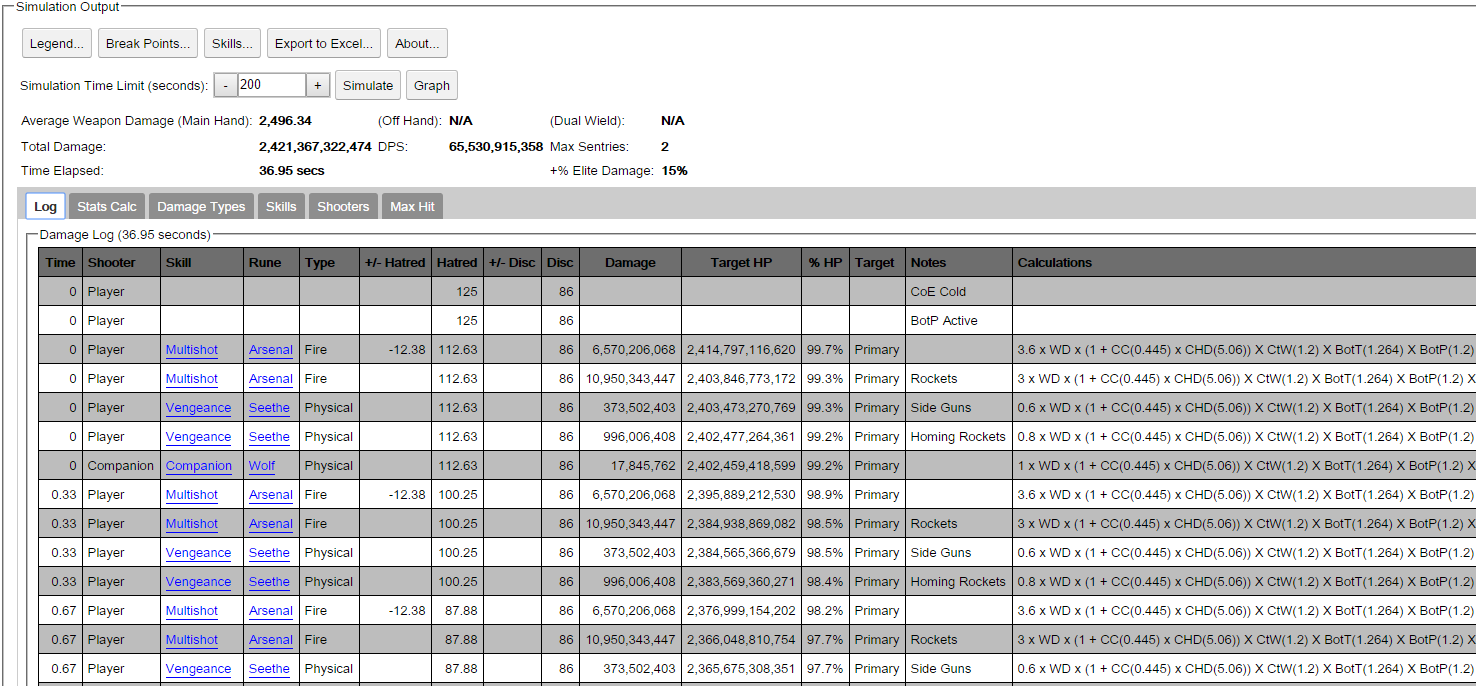 Simulation Output
Legend... Break Points... Skills... Export to Excel... About...
Simulation Time Limit (seconds): - 200 + Simulate Graph
Average Weapon Damage (Main Hand): 2,496.34 (Off Hand): N/A (Dual Wield): N/A
Total Damage: 2,421,367,322,474 DPS: 65,530,915,358 Max Sentries: 2
Time Elapsed: 36.95 secs +% Elite Damage: 15%
Log Stats Calc Damage Types Skills Shooters Max Hit
Damage Log (36.95 seconds)
Time Shooter Skill Rune Type +/- Hatred Hatred +/- Disc Disc Damage Target HP % HP Target Notes Calculations
0 Player 125 86 CoE Cold
0 Player 125 86 BotP Active
0 Player Multishot Arsenal Fire -12.38 112.63 86 6,570,206,068 2,414,797,116,620 99.7% Primary 3.6 x WD x (1 + CC(0.445) x CHD(5.06)) X CtW(1.2) X BotT(1.264) X BotP(1.2)
0 Player Multishot Arsenal Fire 112.63 86 10,950,343,447 2,403,846,773,172 99.3% Primary Rockets 3 x WD x (1 + CC(0.445) x CHD(5.06)) X CtW(1.2) X BotT(1.264) X BotP(1.2) X
0 Player Vengeance Seethe Physical 112.63 86 373,502,403 2,403,473,270,769 99.3% Primary Side Guns 0.6 x WD x (1 + CC(0.445) x CHD(5.06)) X CtW(1.2) X BotT(1.264) X BotP(1.2)
0 Player Vengeance Seethe Physical 112.63 86 996,006,408 2,402,477,264,361 99.2% Primary Homing Rockets 0.8 x WD x (1 + CC(0.445) x CHD(5.06)) X CtW(1.2) X BotT(1.264) X BotP(1.2)
0 Companion Companion Wolf Physical 112.63 86 17,845,762 2,402,459,418,599 99.2% Primary 1 x WD x (1 + CC(0.445) x CHD(5.06)) X CtW(1.2) X BotT(1.264) X BotP(1.2) X
0.33 Player Multishot Arsenal Fire -12.38 100.25 86 6,570,206,068 2,395,889,212,530 98.9% Primary 3.6 x WD x (1 + CC(0.445) x CHD(5.06)) X CtW(1.2) X BotT(1.264) X BotP(1.2)
0.33 Player Multishot Arsenal Fire 100.25 86 10,950,343,447 2,384,938,869,082 98.5% Primary Rockets 3 x WD x (1 + CC(0.445) x CHD(5.06)) X CtW(1.2) X BotT(1.264) X BotP(1.2) X
0.33 Player Vengeance Seethe Physical 100.25 86 373,502,403 2,384,565,366,679 98.5% Primary Side Guns 0.6 x WD x (1 + CC(0.445) x CHD(5.06)) X CtW(1.2) X BotT(1.264) X BotP(1.2)
0.33 Player Vengeance Seethe Physical 100.25 86 996,006,408 2,383,569,360,271 98.4% Primary Homing Rockets 0.8 x WD x (1 + CC(0.445) x CHD(5.06)) X CtW(1.2) X BotT(1.264) X BotP(1.2)
0.67 Player Multishot Arsenal Fire -12.38 87.88 86 6,570,206,068 2,376,999,154,202 98.2% Primary 3.6 x WD x (1 + CC(0.445) x CHD(5.06)) X CtW(1.2) X BotT(1.264) X BotP(1.2)
0.67 Player Multishot Arsenal Fire 87.88 86 10,950,343,447 2,366,048,810,754 97.7% Primary Rockets 3 x WD x (1 + CC(0.445) x CHD(5.06)) X CtW(1.2) X BotT(1.264) X BotP(1.2) X
0.67 Player Vengeance Seethe Physical 87.88 86 373,502,403 2,365,675,308,351 97.7% Primary Side Guns 0.6 x WD x (1 + CC(0.445) x CHD(5.06)) X CtW(1.2) X BotT(1.264) X BotP(1.2)